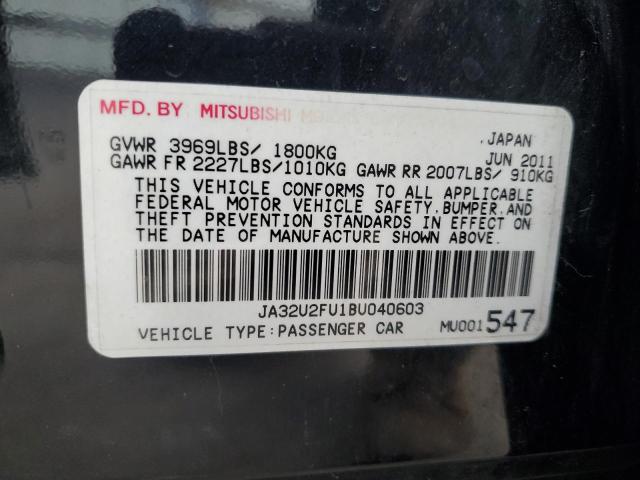 MFD. BY MITSUBISHI
JAPAN
GVWR 3969LBS/ 1800KG JUN 2011
GAWR FR 2227LBS/1010KG GAWR RR 2007LBS/ 910KG
THIS VEHICLE CONFORMS TO ALL APPLICABLE
FEDERAL MOTOR VEHICLE SAFETY, BUMPER, AND
THEFT PREVENTION STANDARDS IN EFFECT ON
THE DATE OF MANUFACTURE SHOWN ABOVE.
JA32U2FU1BU040603
VEHICLE TYPE:PASSENGER CAR MU001547